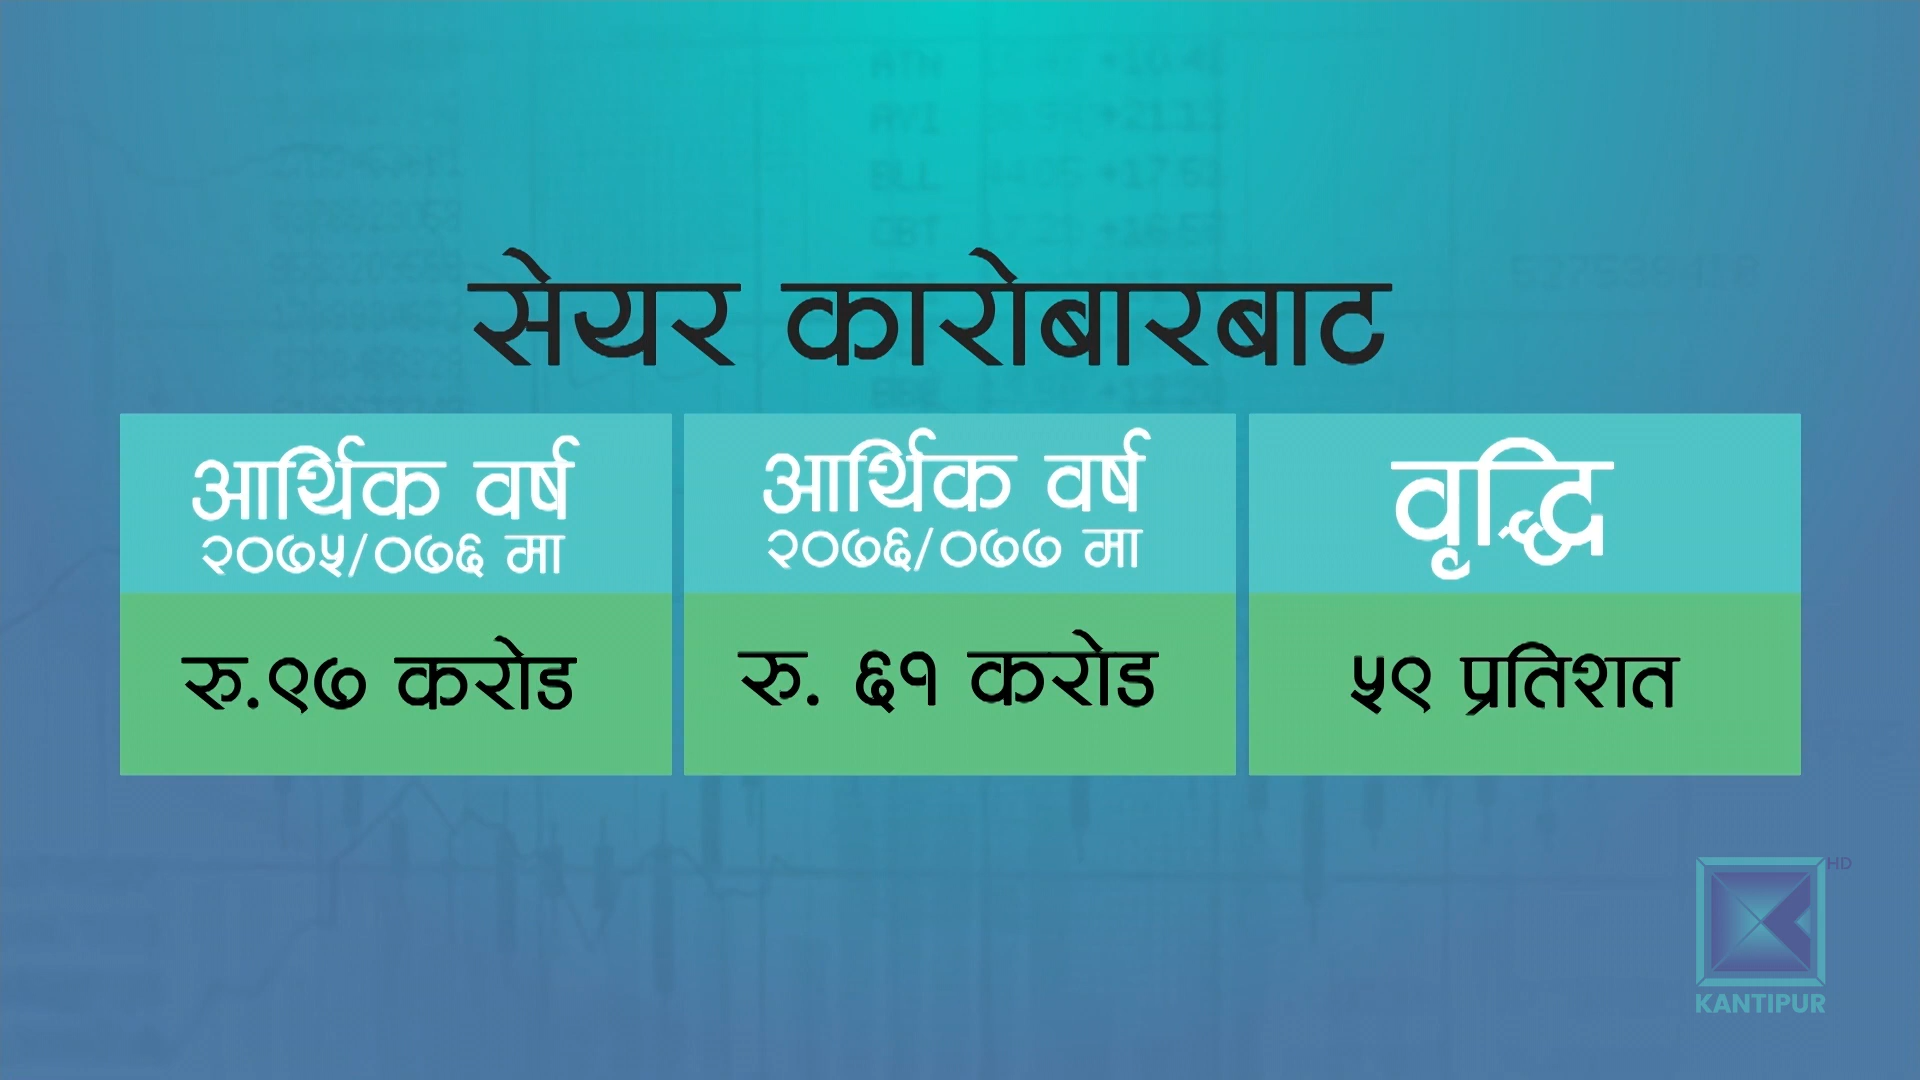 सेयर कारोबारबाट
आर्थिक वर्ष
२०७५/०७६ मा
आर्थिक वर्ष
२०७६/०७७ मा
वृद्धि
रु.९७ करोड
रु. ६१ करोड
५९ प्रतिशत
HD
KANTIPUR